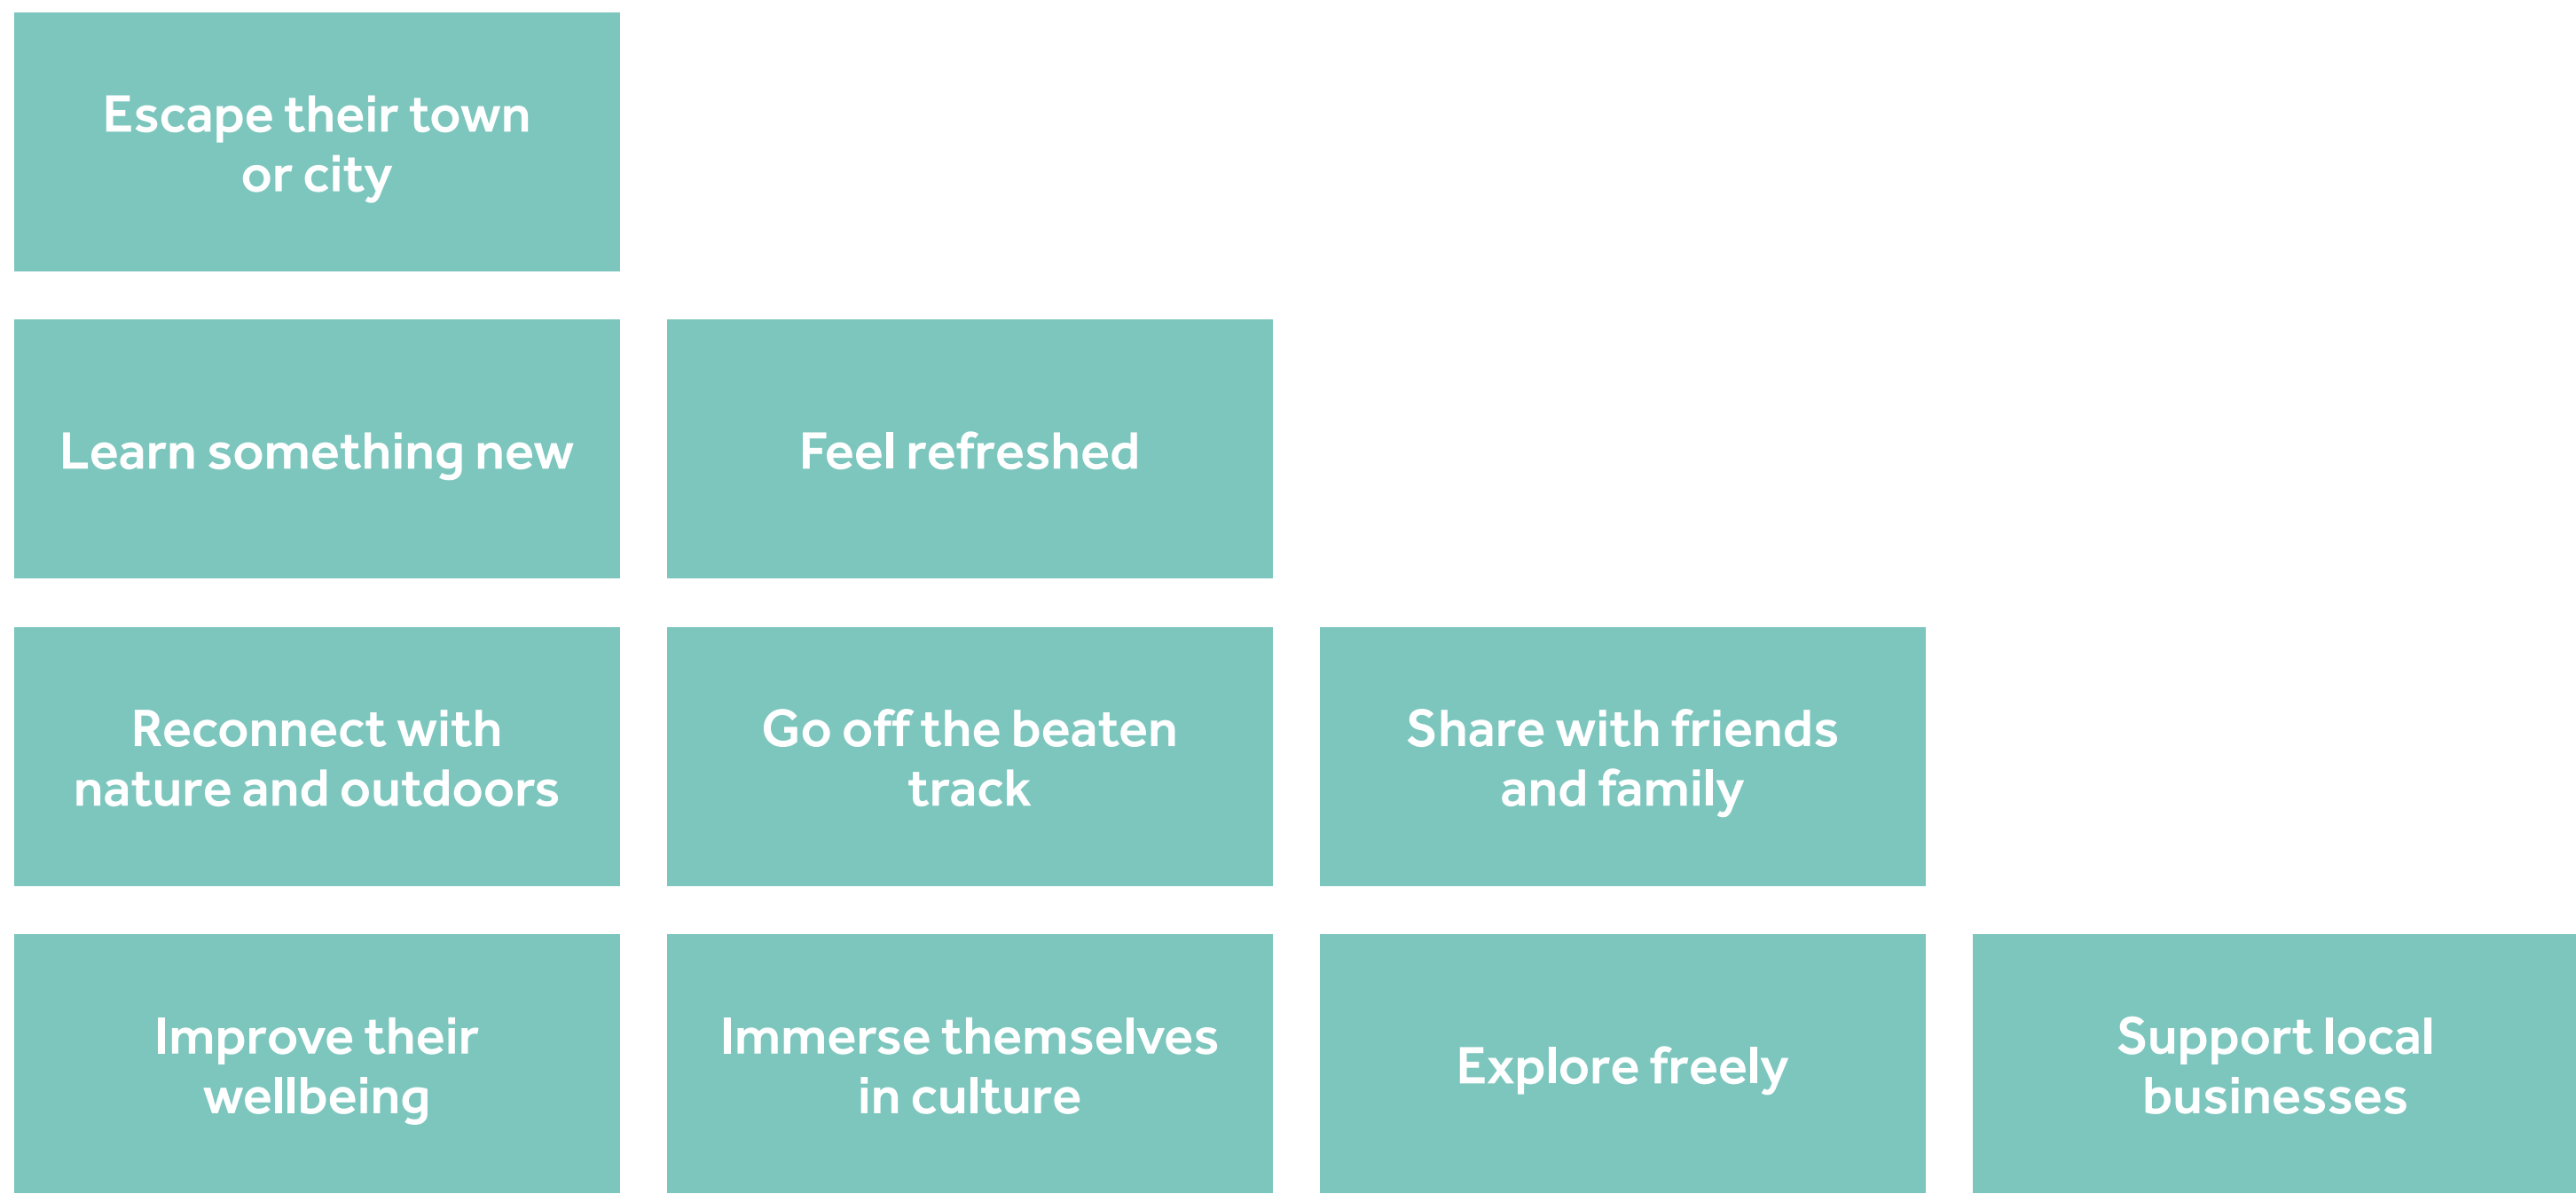 Escape their town
or city
Learn something new
Feel refreshed
Reconnect with
nature and outdoors
Go off the beaten
track
Share with friends
and family
Improve their
wellbeing
Immerse themselves
in culture
Explore freely
Support local
businesses